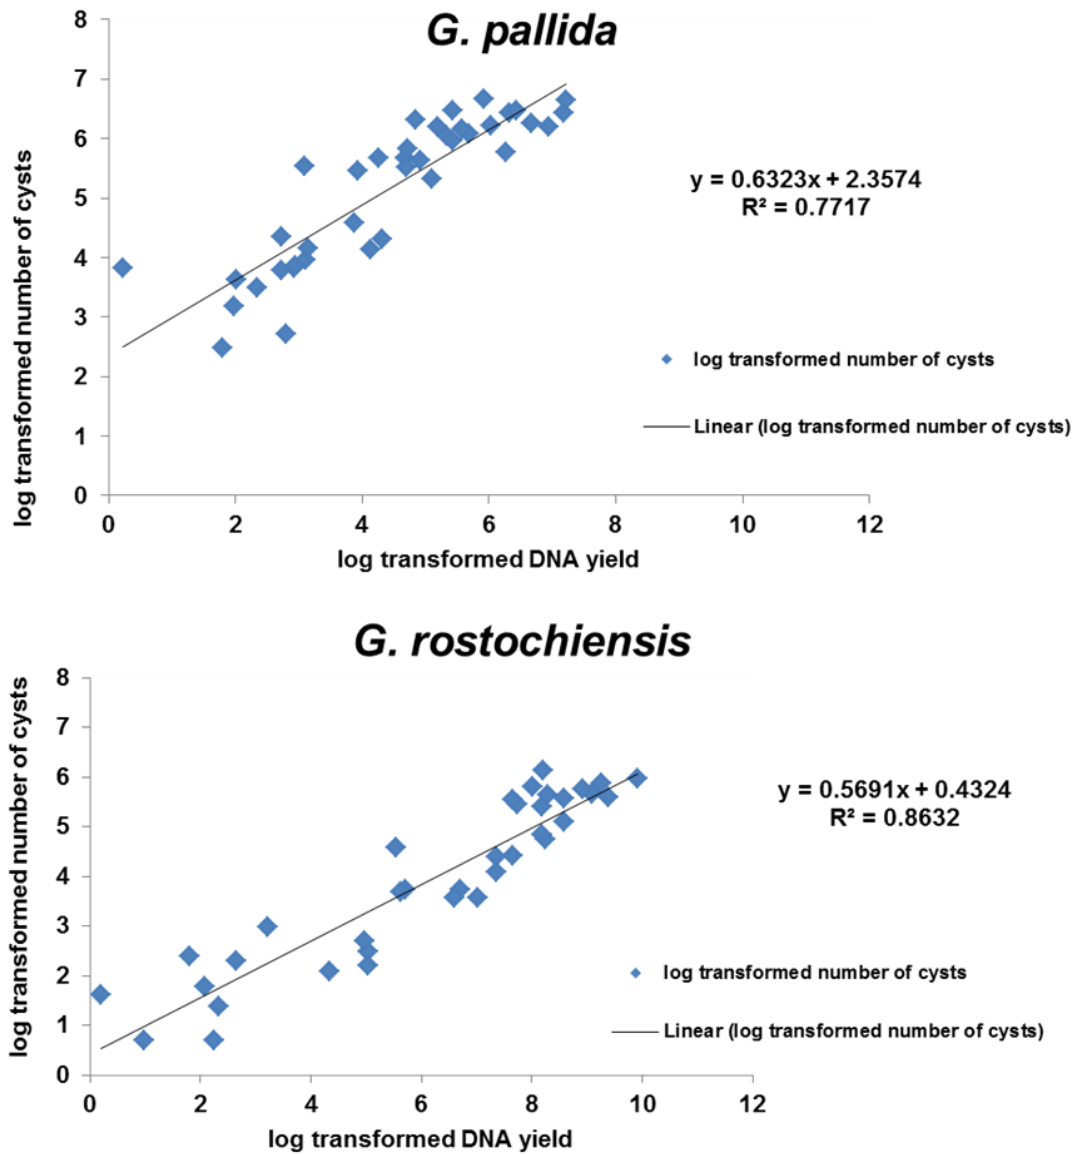 G. pallida
8
7
6
5
4
3
2
1
0
log transformed number of cysts
y = 0.6323x + 2.3574
R² = 0.7717
log transformed number of cysts
Linear (log transformed number of cysts)
0 2 4 6 8 10 12
log transformed DNA yield
G. rostochiensis
8
7
6
5
4
3
2
1
0
log transformed number of cysts
y = 0.5691x + 0.4324
R² = 0.8632
log transformed number of cysts
Linear (log transformed number of cysts)
0 2 4 6 8 10 12
log transformed DNA yield